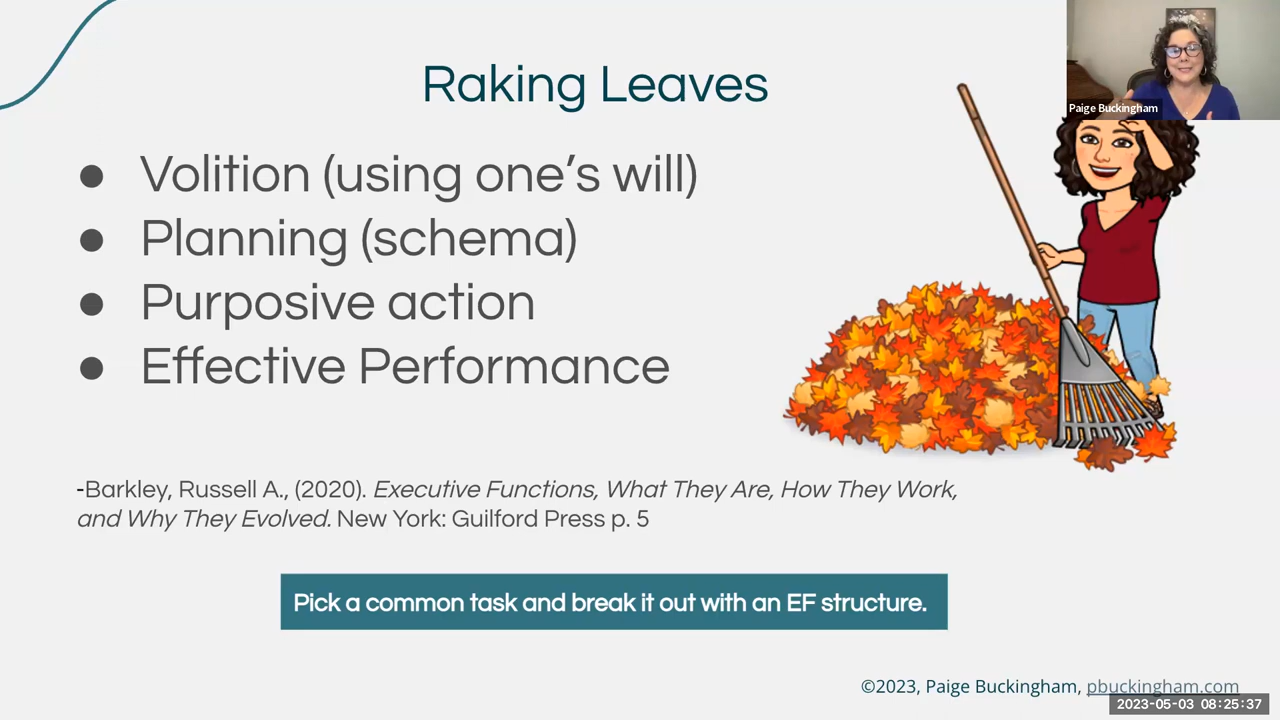 Paige Buckingham
Raking Leaves
● Volition (using one’s will)
● Planning (schema)
● Purposive action
● Effective Performance
-Barkley, Russell A., (2020). Executive Functions, What They Are, How They Work,
and Why They Evolved. New York: Guilford Press p. 5
Pick a common task and break it out with an EF structure.
©2023, Paige Buckingham, pbuckingham.com
2023-05-03 08:25:37